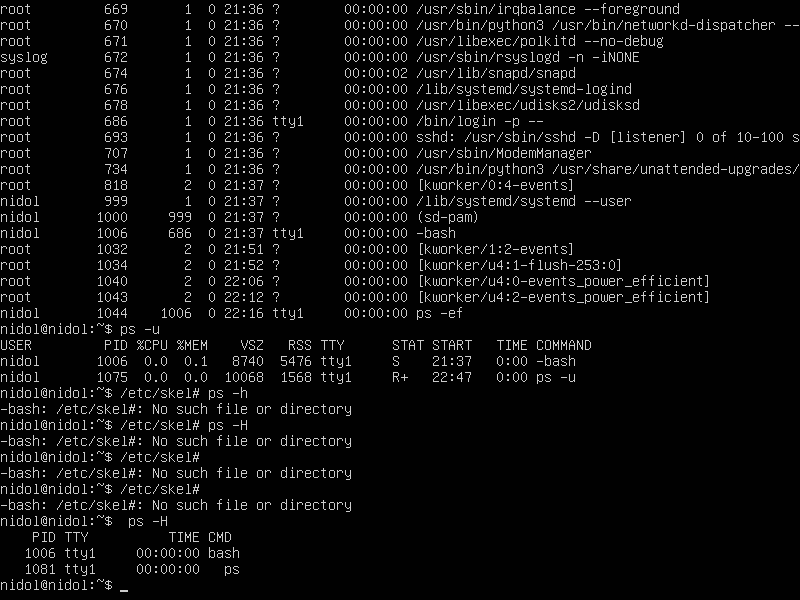 root         669       1  0 21:36 ?        00:00:00 /usr/sbin/irqbalance --foreground
root         670       1  0 21:36 ?        00:00:00 /usr/bin/python3 /usr/bin/networkd-dispatcher --
root         671       1  0 21:36 ?        00:00:00 /usr/libexec/polkitd --no-debug
syslog       672       1  0 21:36 ?        00:00:00 /usr/sbin/rsyslogd -n -iNONE
root         674       1  0 21:36 ?        00:00:02 /usr/lib/snapd/snapd
root         676       1  0 21:36 ?        00:00:00 /lib/systemd/systemd-logind
root         678       1  0 21:36 ?        00:00:00 /usr/libexec/udisks2/udisksd
root         686       1  0 21:36 tty1     00:00:00 /bin/login -p --
root         693       1  0 21:36 ?        00:00:00 sshd: /usr/sbin/sshd -D [listener] 0 of 10-100 s
root         707       1  0 21:36 ?        00:00:00 /usr/sbin/ModemManager
root         734       1  0 21:36 ?        00:00:00 /usr/bin/python3 /usr/share/unattended-upgrades/
root         818       2  0 21:37 ?        00:00:00 [kworker/0:4-events]
nidol        999       1  0 21:37 ?        00:00:00 /lib/systemd/systemd --user
nidol       1000     999  0 21:37 ?        00:00:00 (sd-pam)
nidol       1006     686  0 21:37 tty1     00:00:00 -bash
root        1032       2  0 21:51 ?        00:00:00 [kworker/1:2-events]
root        1034       2  0 21:52 ?        00:00:00 [kworker/u4:1-flush-253:0]
root        1040       2  0 22:06 ?        00:00:00 [kworker/u4:0-events_power_efficient]
root        1043       2  0 22:12 ?        00:00:00 [kworker/u4:2-events_power_efficient]
nidol       1044    1006  0 22:16 tty1     00:00:00 ps -ef
nidol@nidol:~$ ps -u
USER         PID %CPU %MEM    VSZ   RSS TTY      STAT START   TIME COMMAND
nidol       1006  0.0  0.1   8740  5476 tty1     S    21:37   0:00 -bash
nidol       1075  0.0  0.0  10068  1568 tty1     R+   22:47   0:00 ps -u
nidol@nidol:~$ /etc/skel# ps -h
-bash: /etc/skel#: No such file or directory
nidol@nidol:~$ /etc/skel# ps -H
-bash: /etc/skel#: No such file or directory
nidol@nidol:~$ /etc/skel#
-bash: /etc/skel#: No such file or directory
nidol@nidol:~$ /etc/skel#
-bash: /etc/skel#: No such file or directory
nidol@nidol:~$  ps -H
    PID TTY          TIME CMD
   1006 tty1     00:00:00 bash
   1081 tty1     00:00:00   ps
nidol@nidol:~$ _